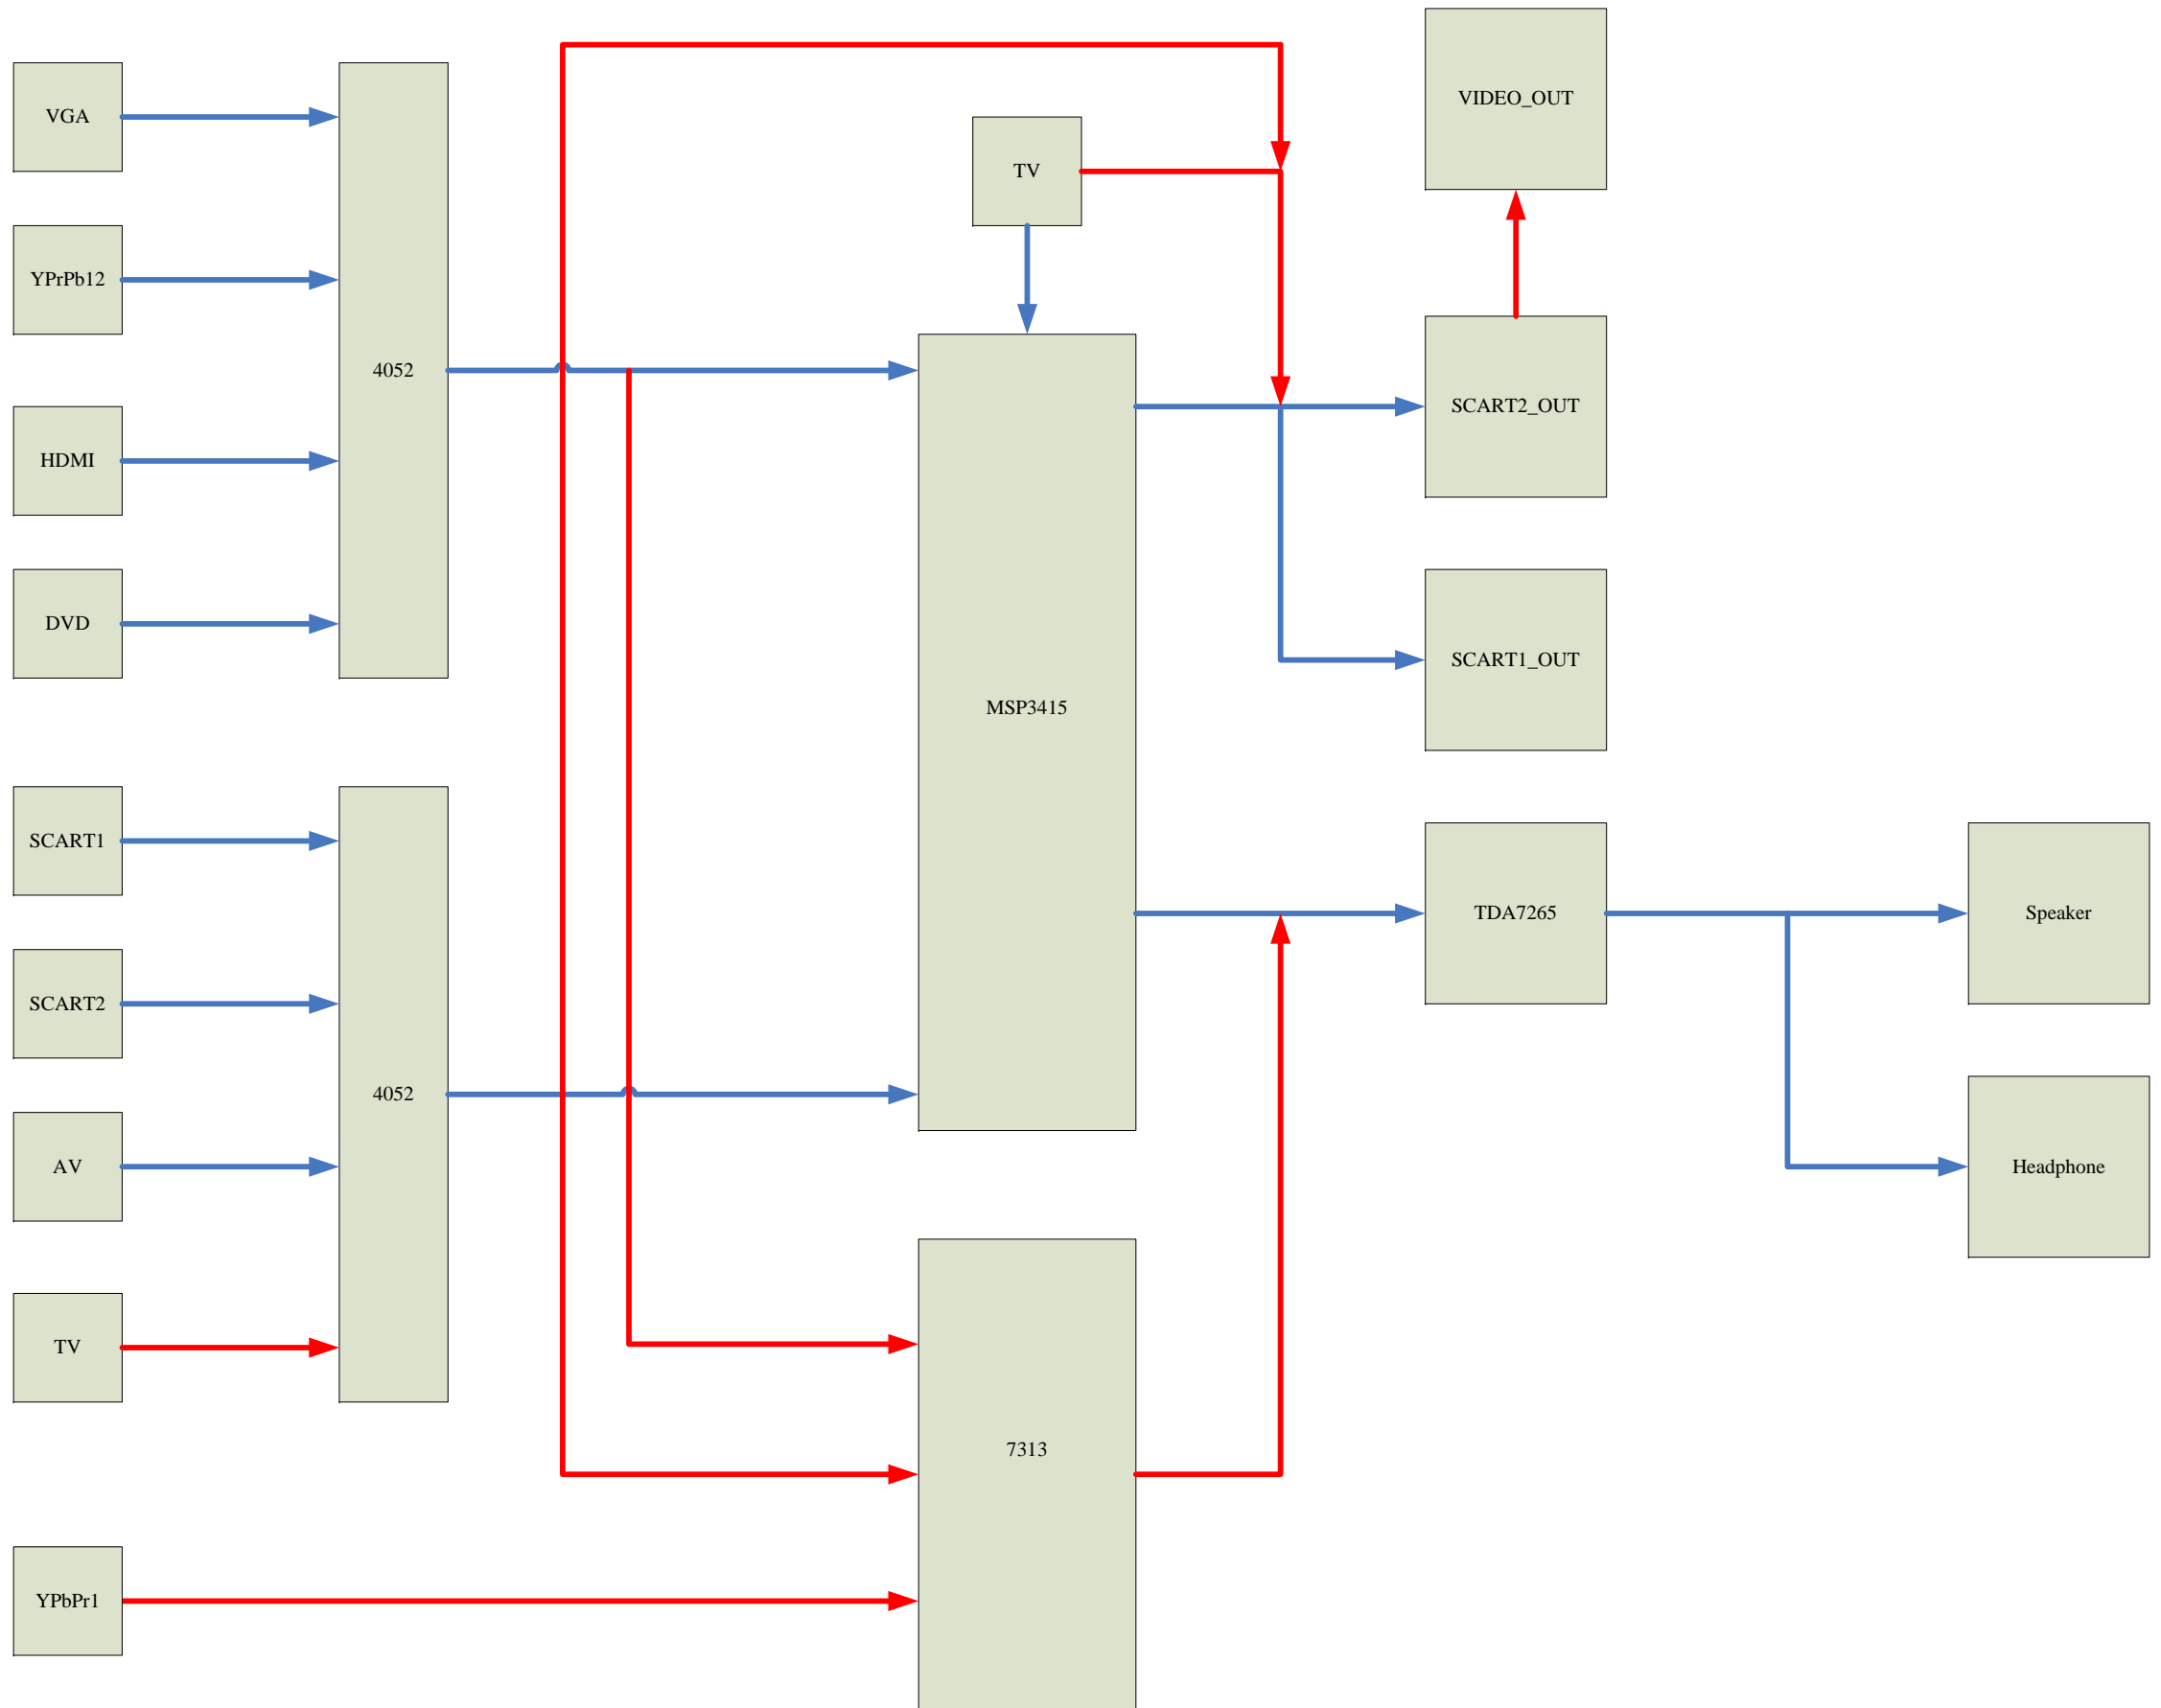 VGA
YPrPb12
HDMI
DVD
4052
TV
VIDEO_OUT
SCART2_OUT
SCART1_OUT
MSP3415
SCART1
SCART2
AV
TV
4052
TDA7265
Speaker
Headphone
7313
YPbPr1